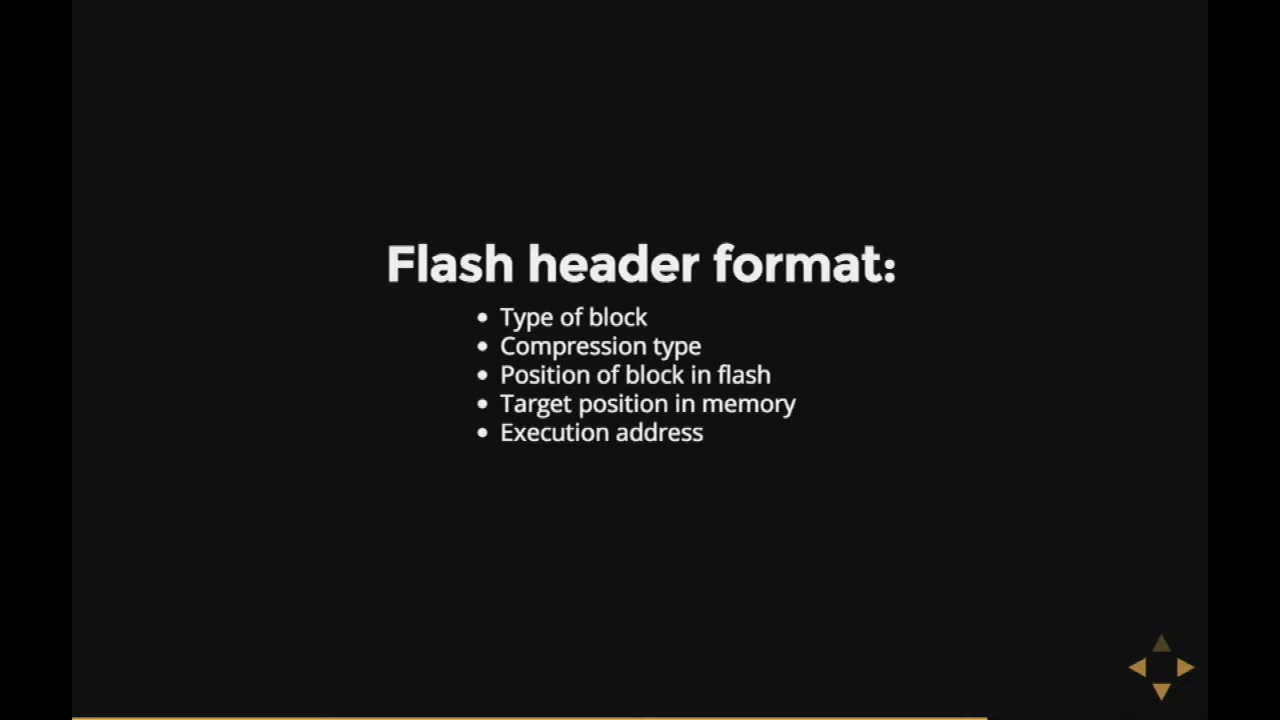 Flash header format:
• Type of block
• Compression type
• Position of block in flash
• Target position in memory
• Execution address